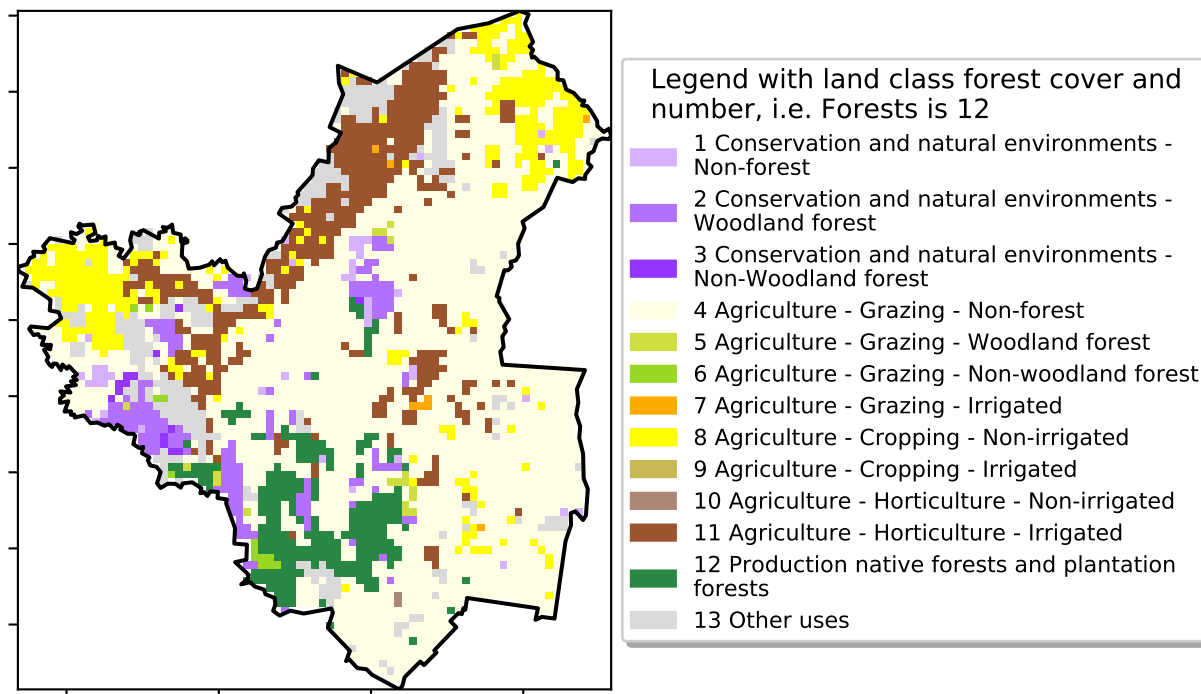 Legend with land class forest cover and
number, i.e. Forests is 12
1 Conservation and natural environments -
Non-forest
2 Conservation and natural environments -
Woodland forest
3 Conservation and natural environments -
Non-Woodland forest
4 Agriculture - Grazing - Non-forest
5 Agriculture - Grazing - Woodland forest
6 Agriculture - Grazing - Non-woodland forest
7 Agriculture - Grazing - Irrigated
8 Agriculture - Cropping - Non-irrigated
9 Agriculture - Cropping - Irrigated
10 Agriculture - Horticulture - Non-irrigated
11 Agriculture - Horticulture - Irrigated
12 Production native forests and plantation
forests
13 Other uses